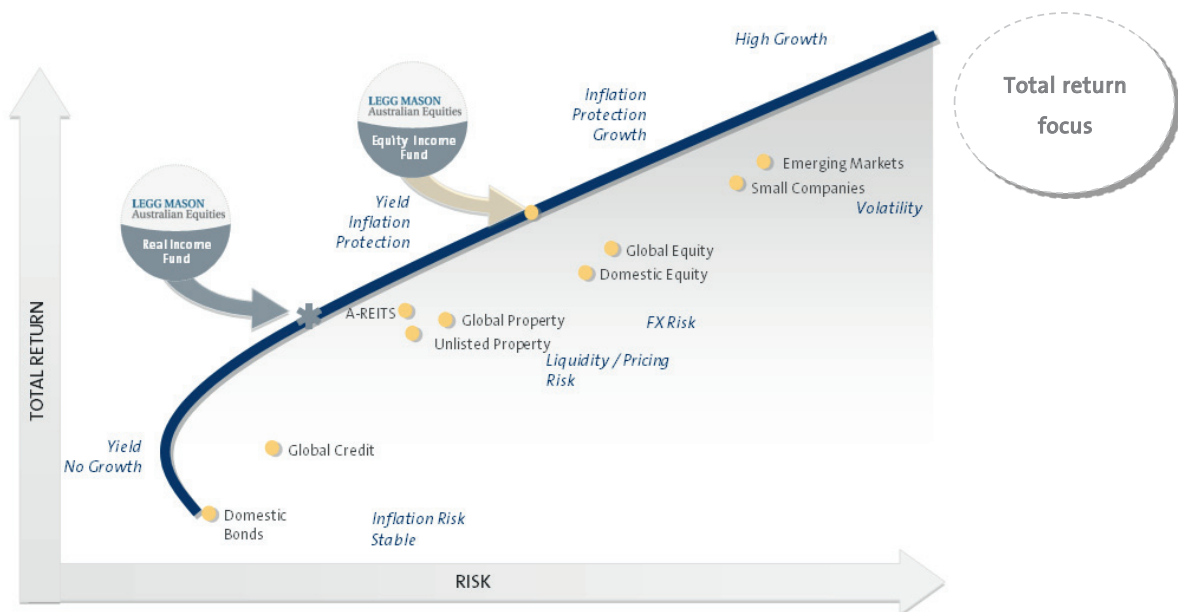 High Growth
Total return
focus
LEGG MASON
Australian Equities
Equity Income
Fund
Inflation
Protection
Growth
Emerging Markets
Small Companies
Volatility
LEGG MASON
Australian Equities
Real Income
Fund
Yield
Inflation
Protection
Global Equity
Domestic Equity
A-REITS
Global Property
Unlisted Property
FX Risk
Liquidity / Pricing
Risk
TOTAL RETURN
Yield
No Growth
Global Credit
Domestic
Bonds
Inflation Risk
Stable
RISK